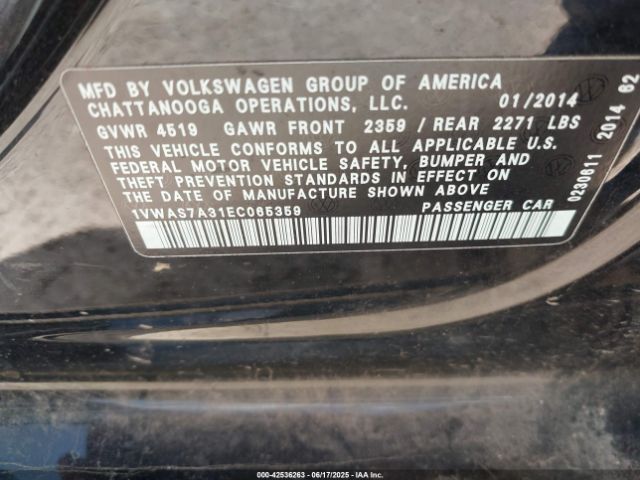 MFD BY VOLKSWAGEN GROUP OF AMERICA
CHATTANOOGA OPERATIONS, LLC. 01/2014
GVWR 4519 GAWR FRONT 2359 / REAR 2271 LBS
THIS VEHICLE CONFORMS TO ALL APPLICABLE U.S.
FEDERAL MOTOR VEHICLE SAFETY, BUMPER AND
THEFT PREVENTION STANDARDS IN EFFECT ON
THE DATE OF MANUFACTURE SHOWN ABOVE
1VWAS7A31EC065359 PASSENGER CAR
0230611 2014 62
000-42536263 - 06/17/2025 - IAAI.com